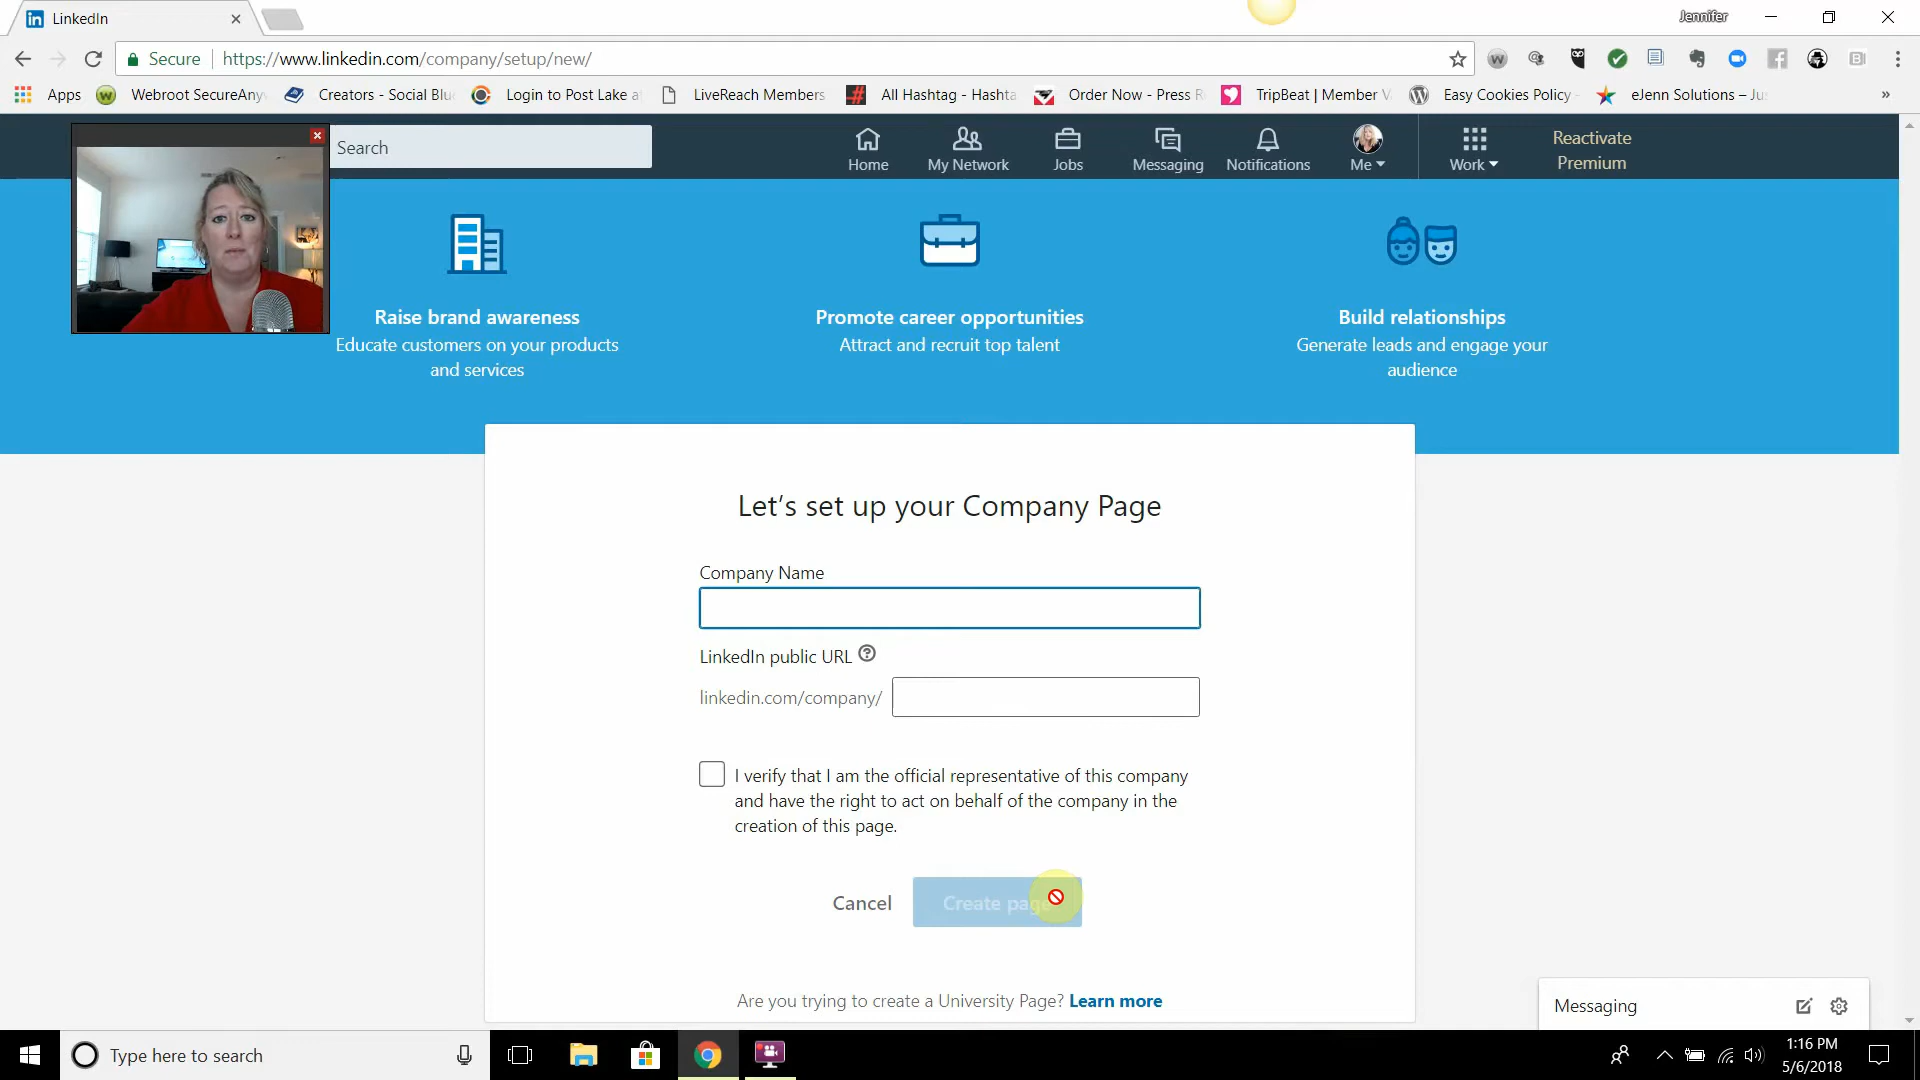 LinkedIn
Jennifer
Secure
https://www.linkedin.com/company/setup/new/
Apps
Webroot SecureAny
Creators - Social Blu
Login to Post Lake a
LiveReach Members
All Hashtag - Hashta
Order Now - Press R
TripBeat | Member V
Easy Cookies Policy -
eJenn Solutions – Ju
»
Search
Home
My Network
Jobs
Messaging
Notifications
Me
Work
Reactivate
Premium
Raise brand awareness
Educate customers on your products
and services
Promote career opportunities
Attract and recruit top talent
Build relationships
Generate leads and engage your
audience
Let's set up your Company Page
Company Name
LinkedIn public URL
linkedin.com/company/
I verify that I am the official representative of this company
and have the right to act on behalf of the company in the
creation of this page.
Cancel
Create page
Are you trying to create a University Page? Learn more
Messaging
Type here to search
1:16 PM
5/6/2018